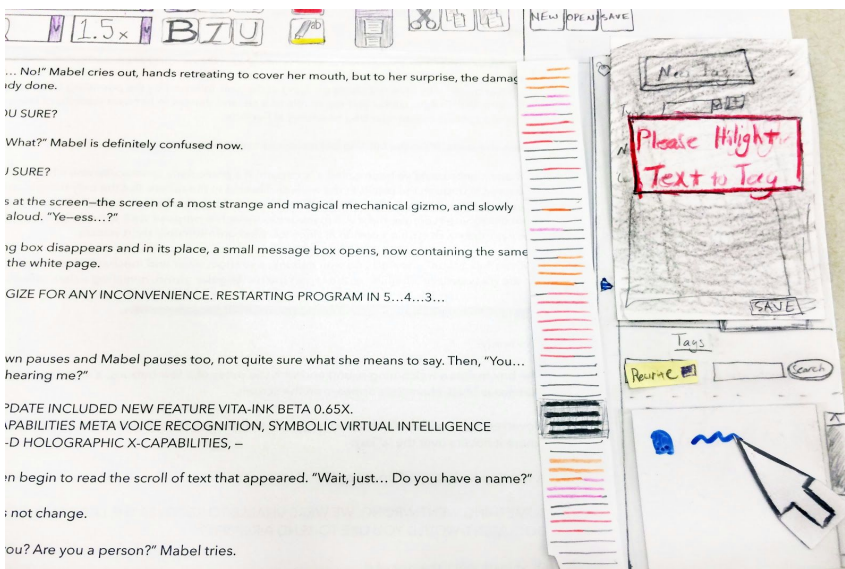 1.5x B I U
ab
NEW OPEN SAVE
... No!” Mabel cries out, hands retreating to cover her mouth, but to her surprise, the damag
dy done.
OU SURE?
What?” Mabel is definitely confused now.
U SURE?
s at the screen—the screen of a most strange and magical mechanical gizmo, and slowly
aloud. “Ye—ess...?”
ng box disappears and in its place, a small message box opens, now containing the same
the white page.
GIZE FOR ANY INCONVENIENCE. RESTARTING PROGRAM IN 5...4...3...
wn pauses and Mabel pauses too, not quite sure what she means to say. Then, “You...
hearing me?”
PDATE INCLUDED NEW FEATURE VITA-INK BETA 0.65X.
APABILITIES META VOICE RECOGNITION, SYMBOLIC VIRTUAL INTELLIGENCE
-D HOLOGRAPHIC X-CAPABILITIES, —
en begin to read the scroll of text that appeared. “Wait, just... Do you have a name?”
s not change.
ou? Are you a person?” Mabel tries.
New Tag
Please Hilight
Text to Tag
SAVE
Tags
Rewrite
Search